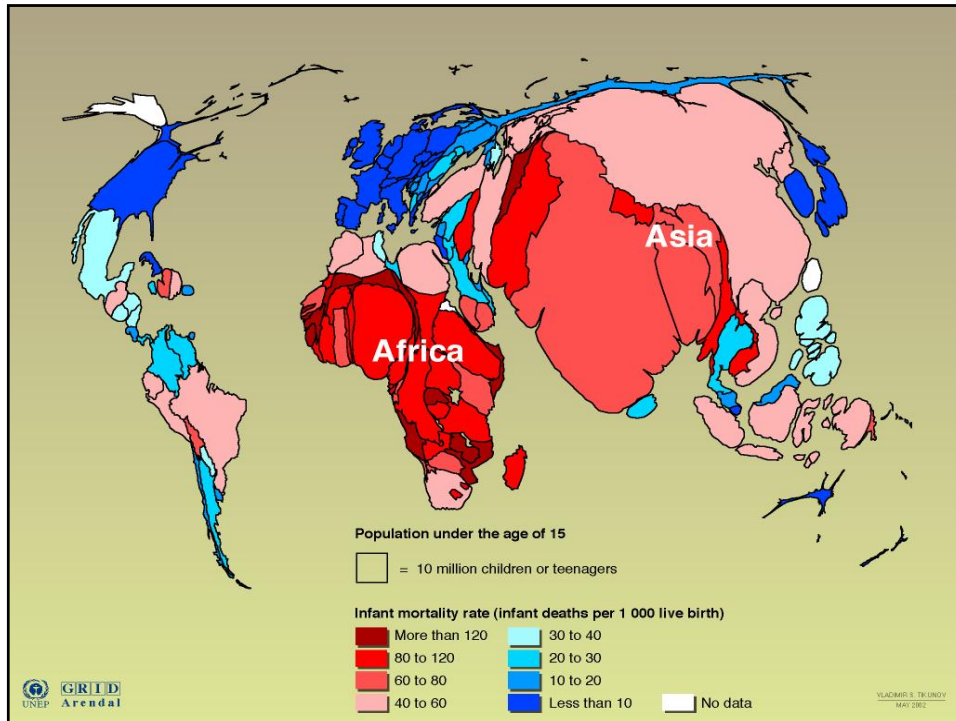 Asia
Africa
Population under the age of 15
= 10 million children or teenagers
Infant mortality rate (infant deaths per 1 000 live birth)
More than 120
80 to 120
60 to 80
40 to 60
30 to 40
20 to 30
10 to 20
Less than 10
No data
UNEP
GRID
Arendal
VLADIMIR S. TIKUNOV
MAY 2002